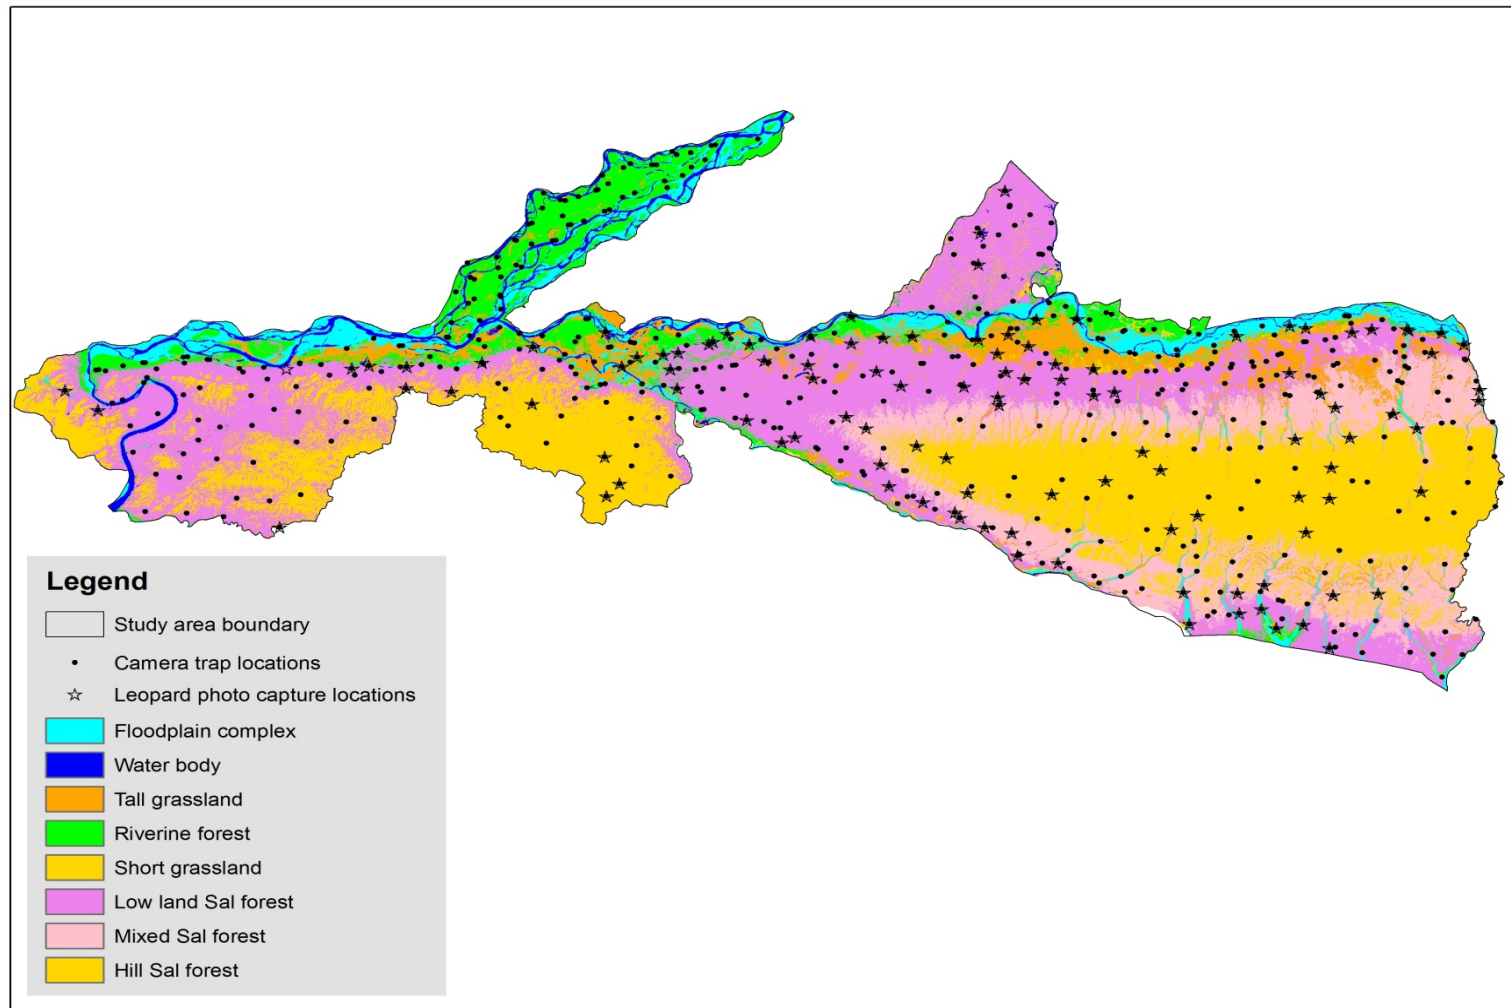 Legend
Study area boundary
Camera trap locations
Leopard photo capture locations
Floodplain complex
Water body
Tall grassland
Riverine forest
Short grassland
Low land Sal forest
Mixed Sal forest
Hill Sal forest